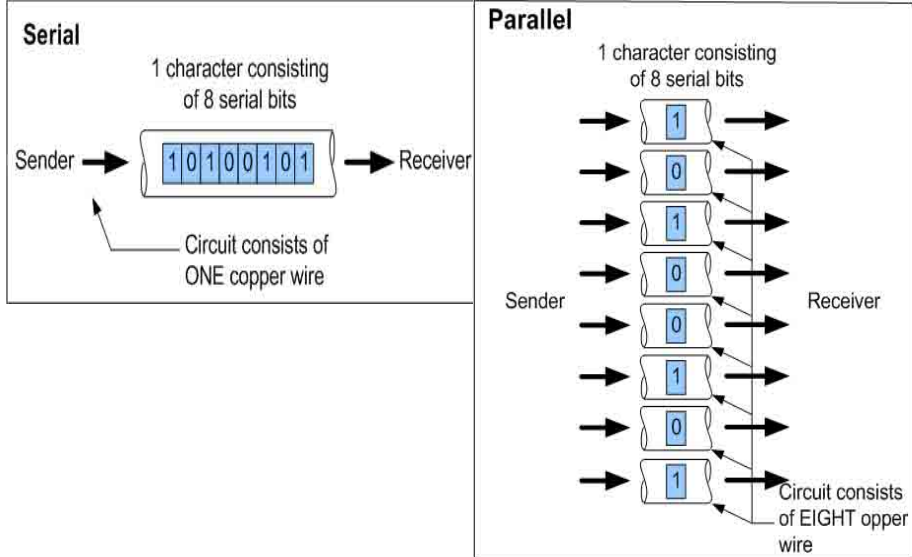 Serial
1 character consisting
of 8 serial bits
Sender
1 0 1 0 0 1 0 1
Receiver
Circuit consists of
ONE copper wire
Parallel
1 character consisting
of 8 serial bits
1
0
1
0
Sender
Receiver
0
1
0
1
Circuit consists
of EIGHT opper
wire